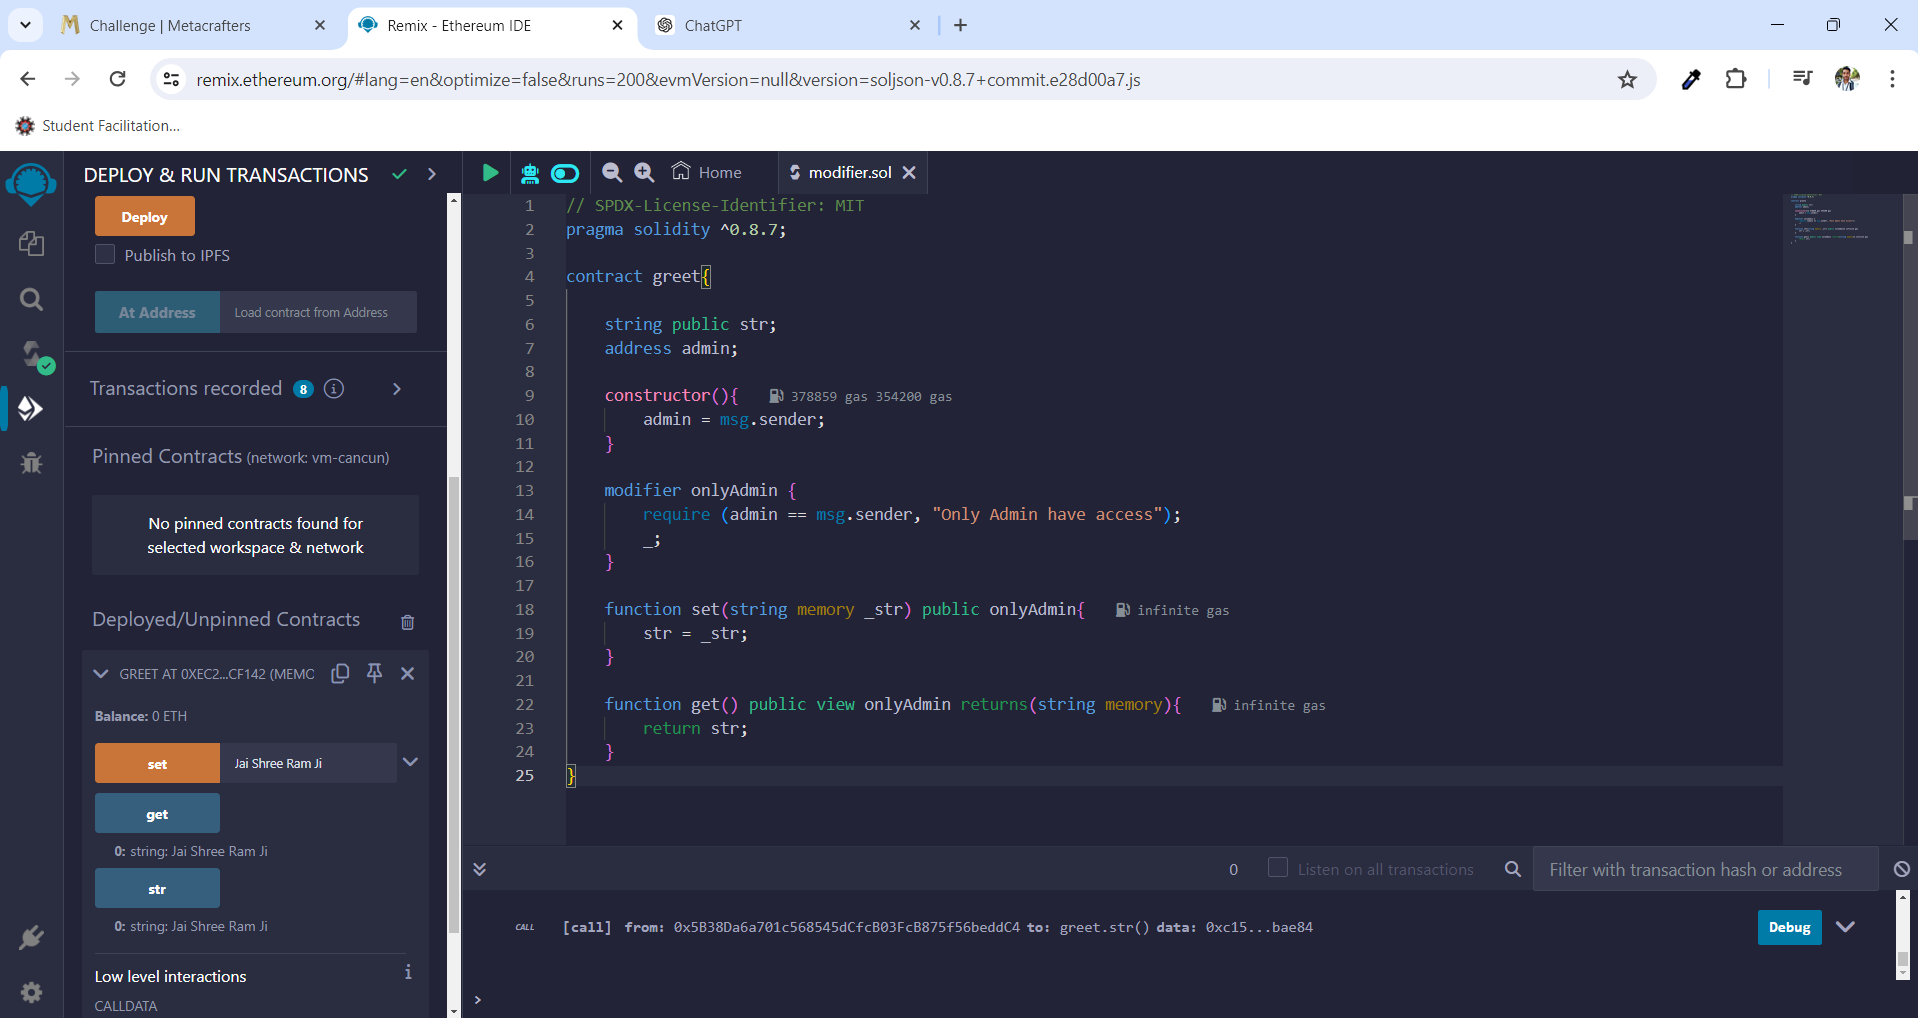 Challenge | Metacrafters
Remix - Ethereum IDE
ChatGPT
remix.ethereum.org/#lang=en&optimize=false&runs=200&evmVersion=null&version=soljson-v0.8.7+commit.e28d00a7.js
Student Facilitation...
DEPLOY & RUN TRANSACTIONS
Deploy
Publish to IPFS
At Address Load contract from Address
Transactions recorded 8 i
Pinned Contracts (network: vm-cancun)
No pinned contracts found for
selected workspace & network
Deployed/Unpinned Contracts
GREET AT 0XEC2...CF142 (MEMO
Balance: 0 ETH
set Jai Shree Ram Ji
get
0: string: Jai Shree Ram Ji
str
0: string: Jai Shree Ram Ji
Low level interactions i
CALLDATA
Home
modifier.sol
1 // SPDX-License-Identifier: MIT
2 pragma solidity ^0.8.7;
3
4 contract greet{
5
6 string public str;
7 address admin;
8
9 constructor(){ 378859 gas 354200 gas
10 admin = msg.sender;
11 }
12
13 modifier onlyAdmin {
14 require (admin == msg.sender, "Only Admin have access");
15 _;
16 }
17
18 function set(string memory _str) public onlyAdmin{ infinite gas
19 str = _str;
20 }
21
22 function get() public view onlyAdmin returns(string memory){ infinite gas
23 return str;
24 }
25 }
0 Listen on all transactions Filter with transaction hash or address
CALL [call] from: 0x5B38Da6a701c568545dCfcB03FcB875f56beddC4 to: greet.str() data: 0xc15...bae84 Debug
>